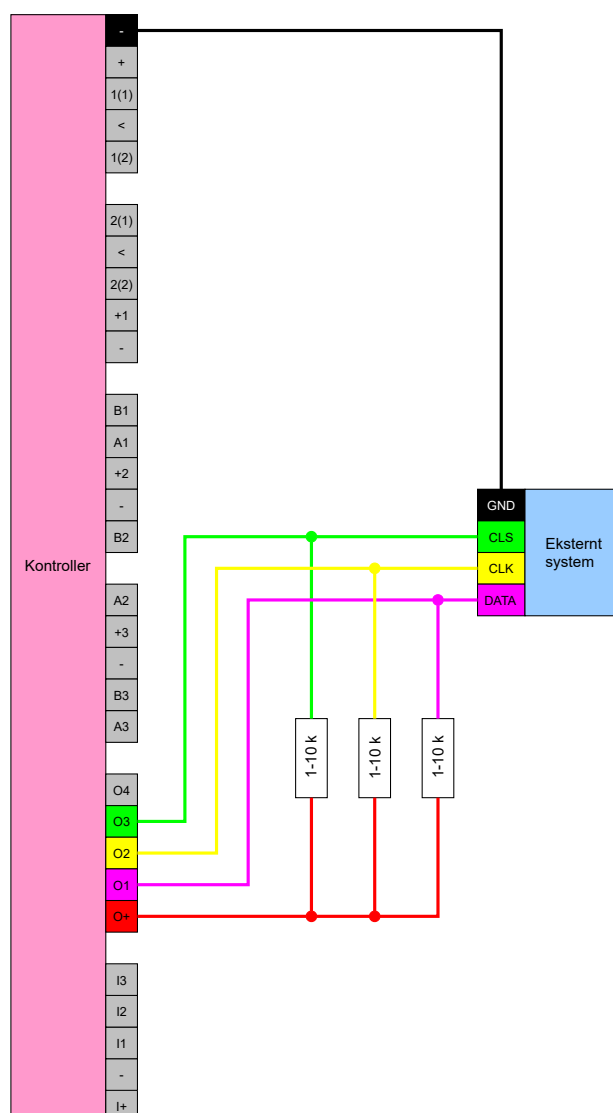 -
+
1(1)
<
1(2)
2(1)
<
2(2)
+1
-
B1
A1
+2
-
B2
Kontroller
A2
+3
-
B3
A3
O4
O3
O2
O1
O+
I3
I2
I1
-
I+
GND
CLS
CLK
DATA
Eksternt
system
1-10 k
1-10 k
1-10 k